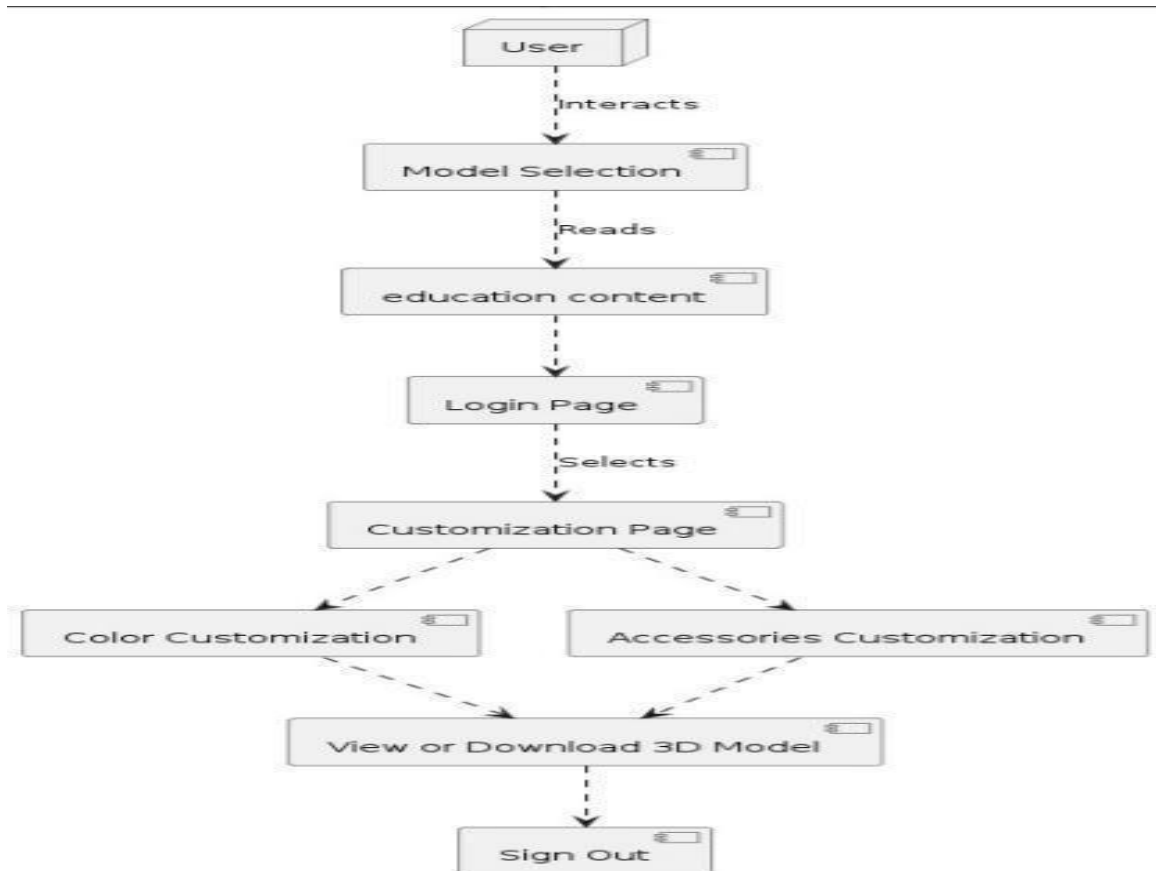 User
Interacts
Model Selection
Reads
education content
Login Page
Selects
Customization Page
Color Customization
Accessories Customization
View or Download 3D Model
Sign Out